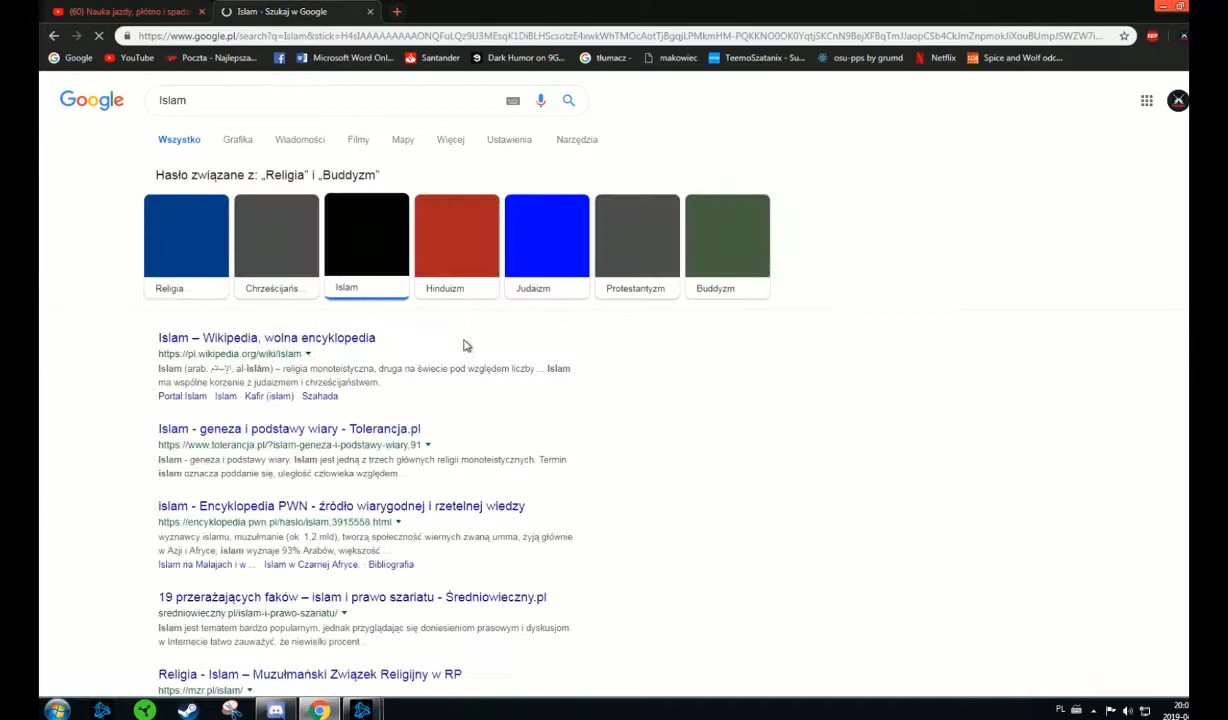 (60) Nauka jazdy, płótno i spado
Islam - Szukaj w Google
Google
YouTube
Poczta - Najlepsza...
Microsoft Word Onl...
Santander
Dark Humor on 9G...
tłumacz -
makowiec
TeemoSzatanix - Su...
osu-pps by grumd
Netflix
Spice and Wolf odc...
Google
Islam
Wszystko
Grafika
Wiadomości
Filmy
Mapy
Więcej
Ustawienia
Narzędzia
Hasło związane z: „Religia” i „Buddyzm”
Religia
Chrześcijańs...
Islam
Hinduizm
Judaizm
Protestantyzm
Buddyzm
Islam – Wikipedia, wolna encyklopedia
https://pl.wikipedia.org/wiki/Islam
Islam (arab. الإسلام, al-islām) – religia monoteistyczna, druga na świecie pod względem liczby ... Islam
ma wspólne korzenie z judaizmem i chrześcijaństwem.
Portal:Islam · Islam · Kafir (islam) · Szahada
Islam - geneza i podstawy wiary - Tolerancja.pl
https://www.tolerancja.pl/?islam-geneza-i-podstawy-wiary,91
Islam - geneza i podstawy wiary. Islam jest jedną z trzech głównych religii monoteistycznych. Termin
islam oznacza poddanie się, uległość człowieka względem ...
islam - Encyklopedia PWN - źródło wiarygodnej i rzetelnej wiedzy
https://encyklopedia.pwn.pl/haslo/islam;3915558.html
wyznawcy islamu, muzułmanie (ok. 1,2 mld), tworzą społeczność wiernych zwaną umma, żyją głównie
w Azji i Afryce, islam wyznaje 93% Arabów, większość ...
Islam na Malajach i w ... · Islam w Czarnej Afryce. · Bibliografia
19 przerażających faków – islam i prawo szariatu - Średniowieczny.pl
sredniowieczny.pl/islam-i-prawo-szariatu/
Islam jest tematem bardzo popularnym, jednak przyglądając się doniesieniom prasowym i dyskusjom
w Internecie łatwo zauważyć, że niewielki procent ...
Religia - Islam – Muzułmański Związek Religijny w RP
https://mzr.pl/islam/
PL
20:0
2019-0